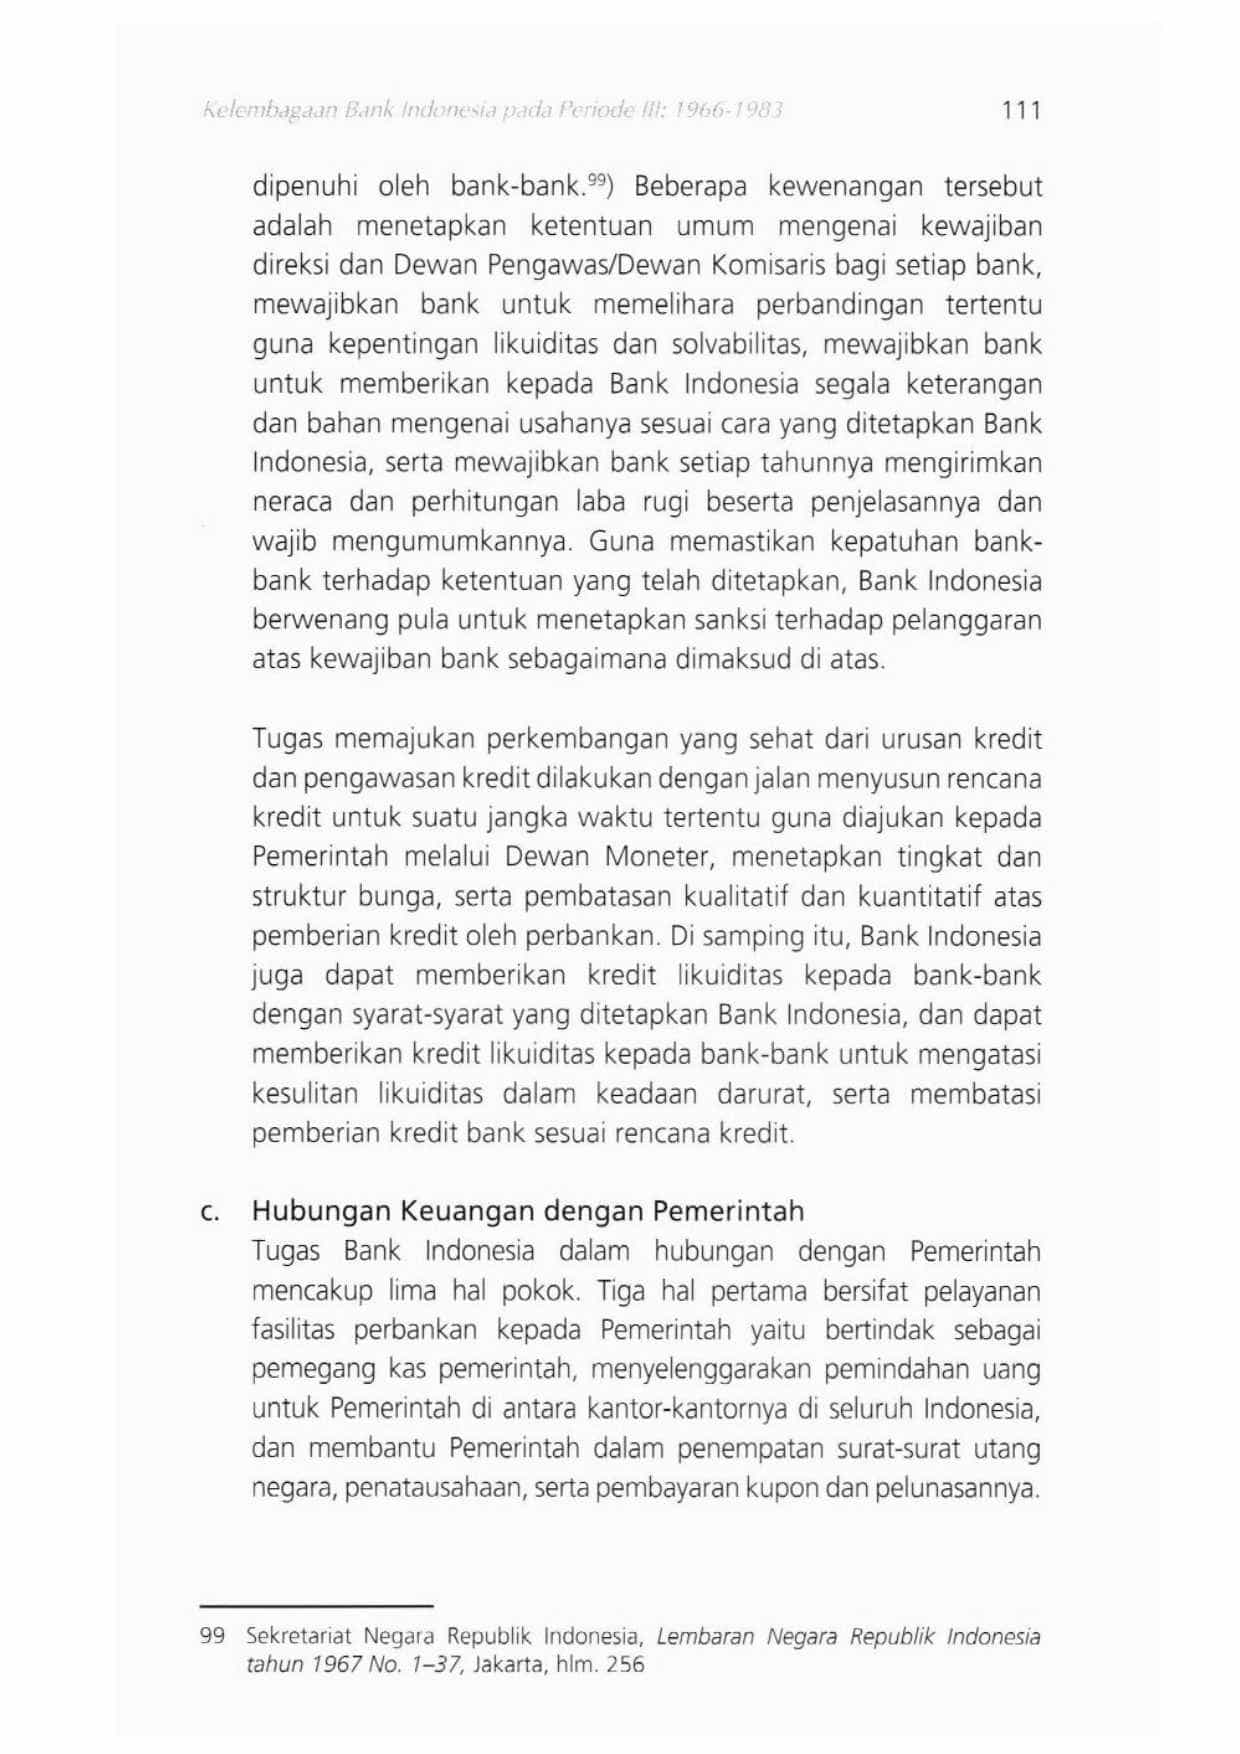 Kelembagaan Bank Indonesia pada Periode III: 1966-1983 111
dipenuhi oleh bank-bank.⁹⁹) Beberapa kewenangan tersebut
adalah menetapkan ketentuan umum mengenai kewajiban
direksi dan Dewan Pengawas/Dewan Komisaris bagi setiap bank,
mewajibkan bank untuk memelihara perbandingan tertentu
guna kepentingan likuiditas dan solvabilitas, mewajibkan bank
untuk memberikan kepada Bank Indonesia segala keterangan
dan bahan mengenai usahanya sesuai cara yang ditetapkan Bank
Indonesia, serta mewajibkan bank setiap tahunnya mengirimkan
neraca dan perhitungan laba rugi beserta penjelasannya dan
wajib mengumumkannya. Guna memastikan kepatuhan bank-
bank terhadap ketentuan yang telah ditetapkan, Bank Indonesia
berwenang pula untuk menetapkan sanksi terhadap pelanggaran
atas kewajiban bank sebagaimana dimaksud di atas.
Tugas memajukan perkembangan yang sehat dari urusan kredit
dan pengawasan kredit dilakukan dengan jalan menyusun rencana
kredit untuk suatu jangka waktu tertentu guna diajukan kepada
Pemerintah melalui Dewan Moneter, menetapkan tingkat dan
struktur bunga, serta pembatasan kualitatif dan kuantitatif atas
pemberian kredit oleh perbankan. Di samping itu, Bank Indonesia
juga dapat memberikan kredit likuiditas kepada bank-bank
dengan syarat-syarat yang ditetapkan Bank Indonesia, dan dapat
memberikan kredit likuiditas kepada bank-bank untuk mengatasi
kesulitan likuiditas dalam keadaan darurat, serta membatasi
pemberian kredit bank sesuai rencana kredit.
c. Hubungan Keuangan dengan Pemerintah
Tugas Bank Indonesia dalam hubungan dengan Pemerintah
mencakup lima hal pokok. Tiga hal pertama bersifat pelayanan
fasilitas perbankan kepada Pemerintah yaitu bertindak sebagai
pemegang kas pemerintah, menyelenggarakan pemindahan uang
untuk Pemerintah di antara kantor-kantornya di seluruh Indonesia,
dan membantu Pemerintah dalam penempatan surat-surat utang
negara, penatausahaan, serta pembayaran kupon dan pelunasannya.
99 Sekretariat Negara Republik Indonesia, Lembaran Negara Republik Indonesia
tahun 1967 No. 1–37, Jakarta, hlm. 256